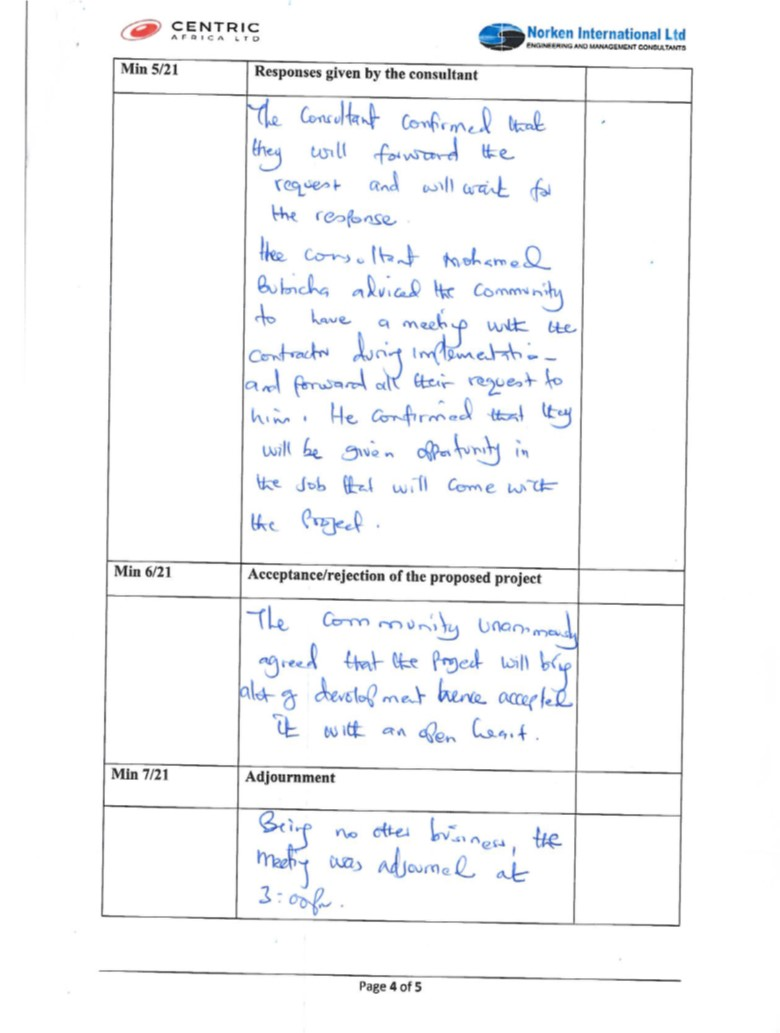 CENTRIC
AFRICA LTD
Norken International Ltd
ENGINEERING AND MANAGEMENT CONSULTANTS
Min 5/21 Responses given by the consultant
The Consultant confirmed that
they will forward the
request and will wait for
the response.
Hee consultant Mohamed
Bubicha adviced the Community
to have a meeting with the
contractor during implementation
and forward all their request to
him. He confirmed that they
will be given opportunity in
the Job that will come with
the Project.
Min 6/21 Acceptance/rejection of the proposed project
The community unanimously
agreed that the Project will bring
alot of development hence accepted
it with an open heart.
Min 7/21 Adjournment
Being no other business, the
meeting was adjourned at
3:00pm.
Page 4 of 5